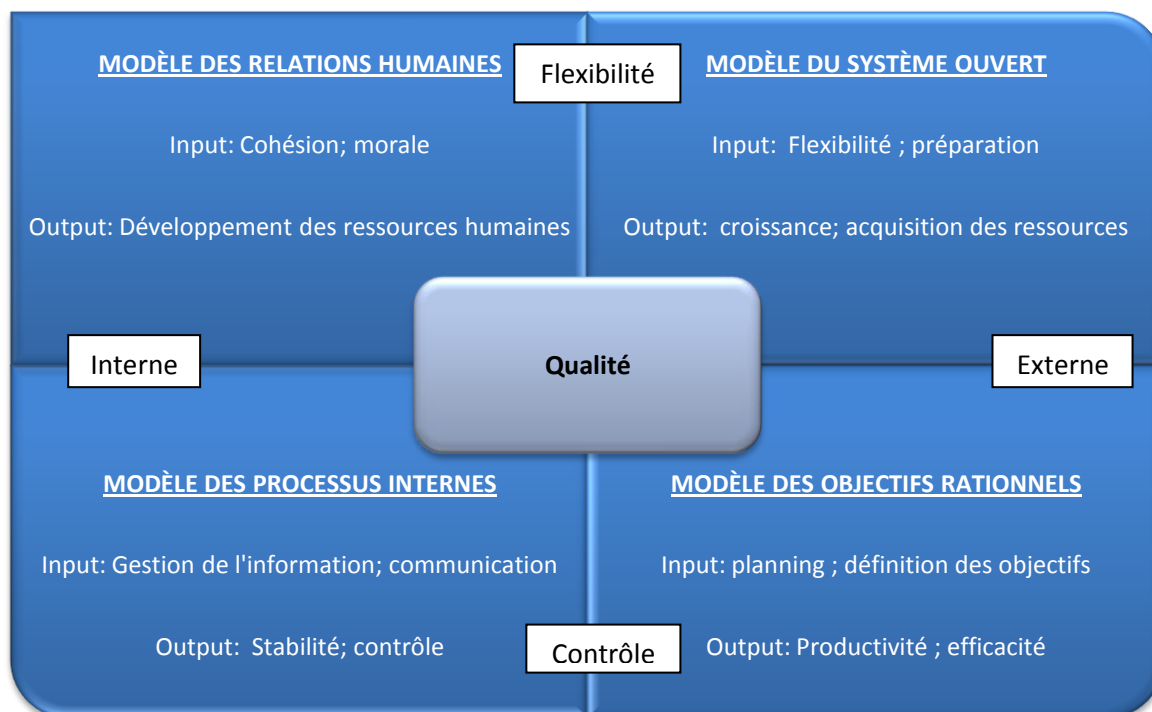 MODÈLE DES RELATIONS HUMAINES
Input: Cohésion; morale
Output: Développement des ressources humaines
Flexibilité
MODÈLE DU SYSTÈME OUVERT
Input: Flexibilité ; préparation
Output: croissance; acquisition des ressources
Interne
Qualité
Externe
MODÈLE DES PROCESSUS INTERNES
Input: Gestion de l'information; communication
Output: Stabilité; contrôle
Contrôle
MODÈLE DES OBJECTIFS RATIONNELS
Input: planning ; définition des objectifs
Output: Productivité ; efficacité